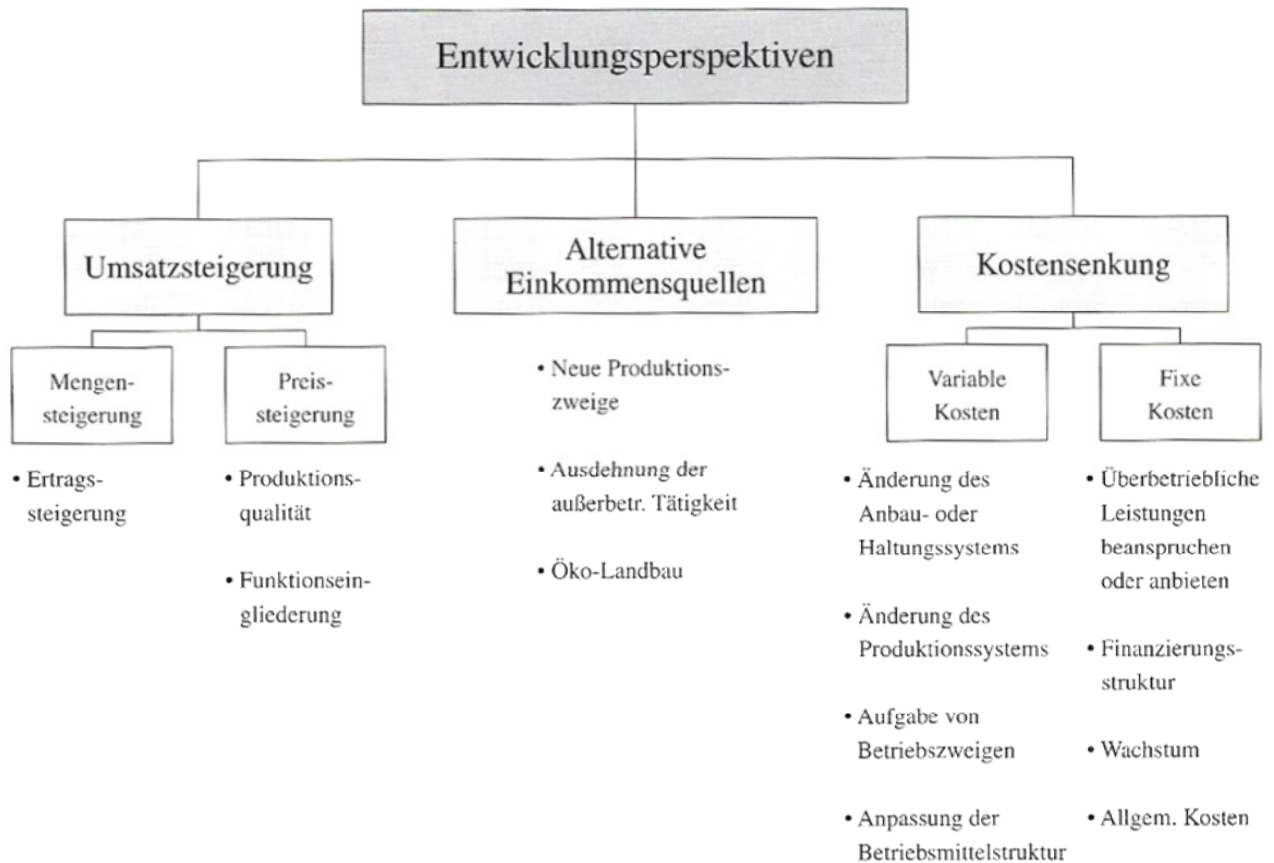 Entwicklungsperspektiven
Umsatzsteigerung
Mengen-
steigerung
• Ertrags-
steigerung
Preis-
steigerung
• Produktions-
qualität
• Funktionsein-
gliederung
Alternative
Einkommensquellen
• Neue Produktions-
zweige
• Ausdehnung der
außerbetr. Tätigkeit
• Öko-Landbau
Kostensenkung
Variable
Kosten
• Änderung des
Anbau- oder
Haltungssystems
• Änderung des
Produktionssystems
• Aufgabe von
Betriebszweigen
• Anpassung der
Betriebsmittelstruktur
Fixe
Kosten
• Überbetriebliche
Leistungen
beanspruchen
oder anbieten
• Finanzierungs-
struktur
• Wachstum
• Allgem. Kosten